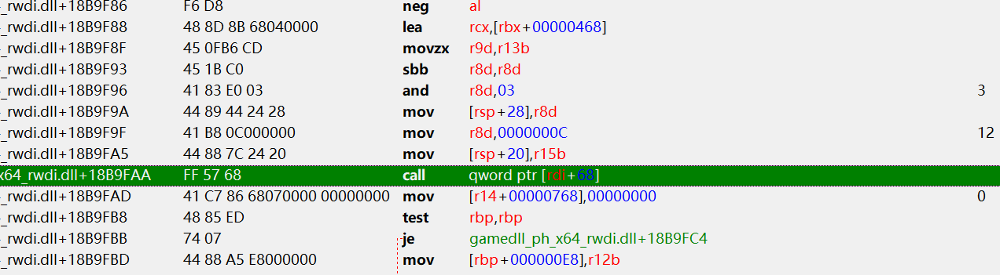 _rwdi.dll+18B9F86 F6 D8 neg al
_rwdi.dll+18B9F88 48 8D 8B 68040000 lea rcx,[rbx+00000468]
_rwdi.dll+18B9F8F 45 0FB6 CD movzx r9d,r13b
_rwdi.dll+18B9F93 45 1B C0 sbb r8d,r8d
_rwdi.dll+18B9F96 41 83 E0 03 and r8d,03 3
_rwdi.dll+18B9F9A 44 89 44 24 28 mov [rsp+28],r8d
_rwdi.dll+18B9F9F 41 B8 0C000000 mov r8d,0000000C 12
_rwdi.dll+18B9FA5 44 88 7C 24 20 mov [rsp+20],r15b
x64_rwdi.dll+18B9FAA FF 57 68 call qword ptr [rdi+68]
_rwdi.dll+18B9FAD 41 C7 86 68070000 00000000 mov [r14+00000768],00000000 0
_rwdi.dll+18B9FB8 48 85 ED test rbp,rbp
_rwdi.dll+18B9FBB 74 07 je gamedll_ph_x64_rwdi.dll+18B9FC4
_rwdi.dll+18B9FBD 44 88 A5 E8000000 mov [rbp+000000E8],r12b